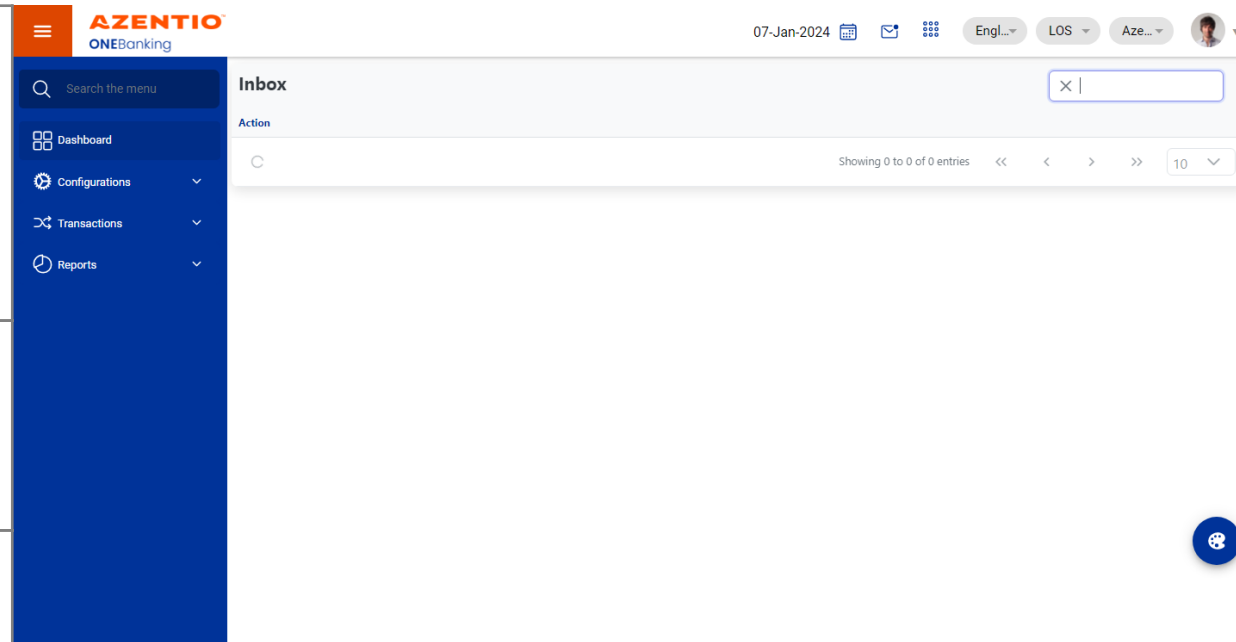 AZENTIO
ONEBanking
07-Jan-2024
Engl...
LOS
Aze...
Search the menu
Inbox
Dashboard
Action
Configurations
Showing 0 to 0 of 0 entries
10
Transactions
Reports